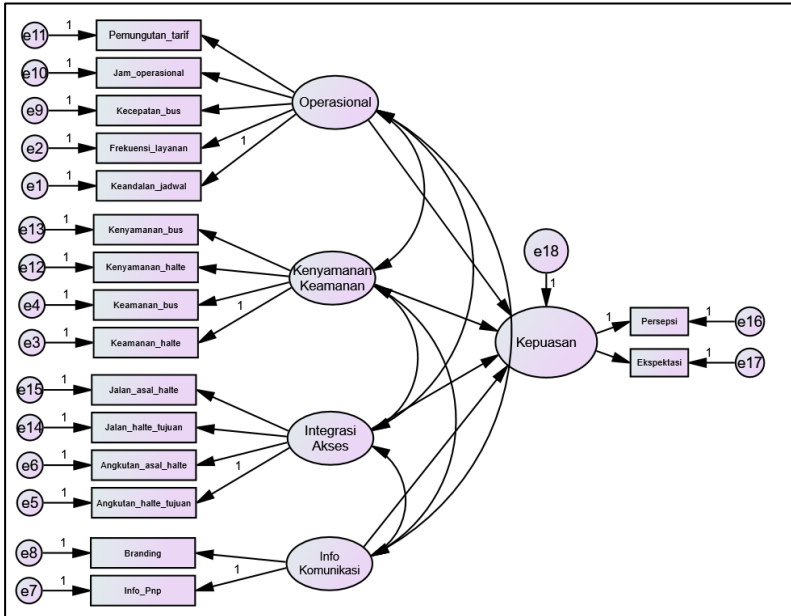 e11
1
Pemungutan_tarif
e10
1
Jam_operasional
e9
1
Kecepatan_bus
e2
1
Frekuensi_layanan
e1
1
Keandalan_jadwal
1
Operasional
e13
1
Kenyamanan_bus
e12
1
Kenyamanan_halte
e4
1
Keamanan_bus
e3
1
Keamanan_halte
1
Kenyamanan
Keamanan
e15
1
Jalan_asal_halte
e14
1
Jalan_halte_tujuan
e6
1
Angkutan_asal_halte
e5
1
Angkutan_halte_tujuan
1
Integrasi
Akses
e8
1
Branding
e7
1
Info_Pnp
1
Info
Komunikasi
e18
1
Kepuasan
1
Persepsi
1
e16
Ekspektasi
1
e17